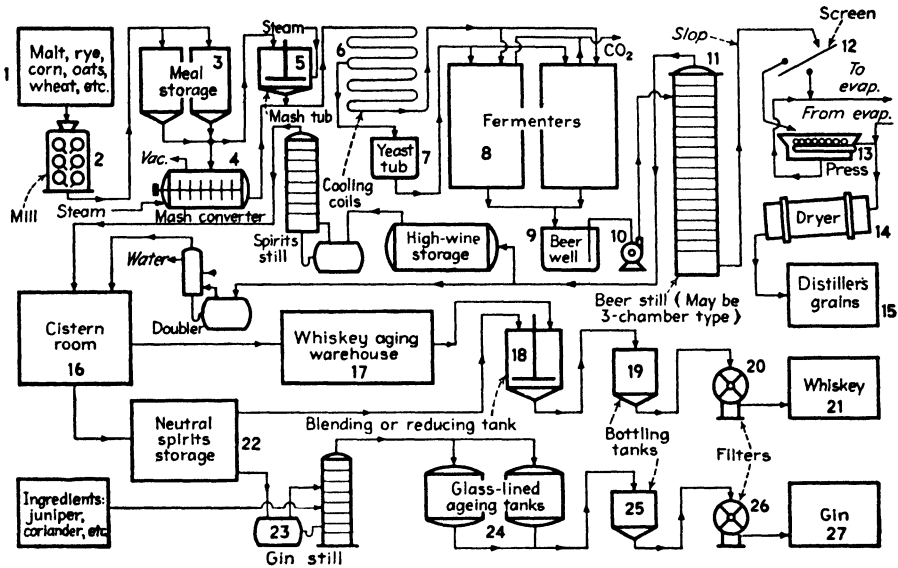 1
Malt, rye,
corn, oats,
wheat, etc.
2
Mill
3
Meal
storage
Steam
5
Mash tub
Vac.
4
Steam
Mash converter
6
Cooling
coils
Yeast
tub
7
CO2
Fermenters
8
Spirits
still
High-wine
storage
9
Beer
well
10
11
Slop
Beer still (May be
3-chamber type)
Screen
12
To
evap.
From evap.
13
Press
Dryer
14
Distiller's
grains
15
Water
Doubler
Cistern
room
16
Whiskey aging
warehouse
17
18
Blending or reducing tank
19
Bottling
tanks
20
Filters
Whiskey
21
Neutral
spirits
storage
22
Ingredients:
juniper,
coriander, etc.
23
Gin still
Glass-lined
ageing tanks
24
25
26
Gin
27